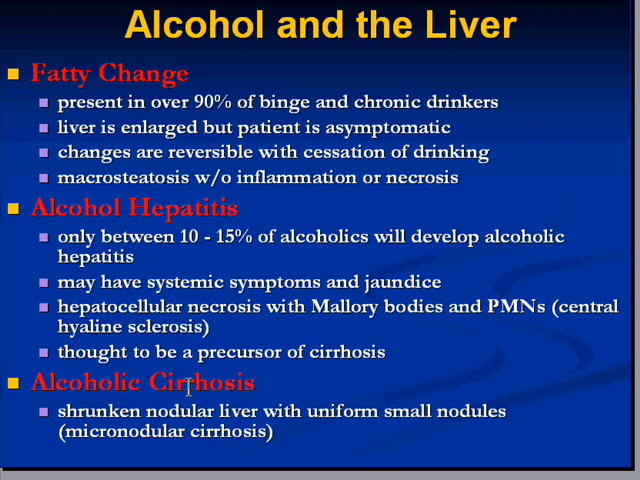 Alcohol and the Liver
Fatty Change
present in over 90% of binge and chronic drinkers
liver is enlarged but patient is asymptomatic
changes are reversible with cessation of drinking
macrosteatosis w/o inflammation or necrosis
Alcohol Hepatitis
only between 10 - 15% of alcoholics will develop alcoholic
hepatitis
may have systemic symptoms and jaundice
hepatocellular necrosis with Mallory bodies and PMNs (central
hyaline sclerosis)
thought to be a precursor of cirrhosis
Alcoholic Cirrhosis
shrunken nodular liver with uniform small nodules
(micronodular cirrhosis)